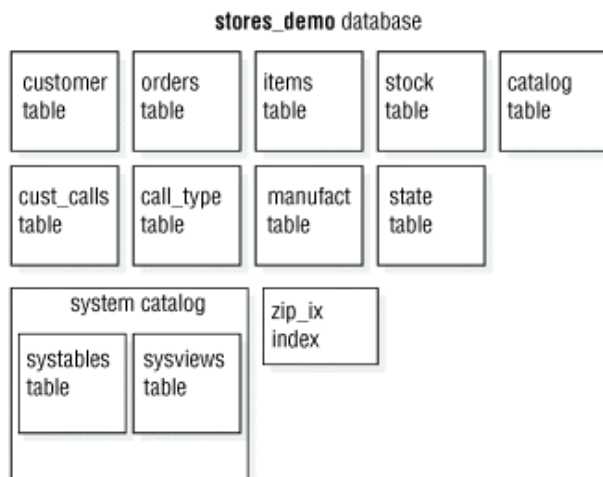 stores_demo database
customer table
orders table
items table
stock table
catalog table
cust_calls table
call_type table
manufact table
state table
system catalog
systables table
sysviews table
zip_ix index